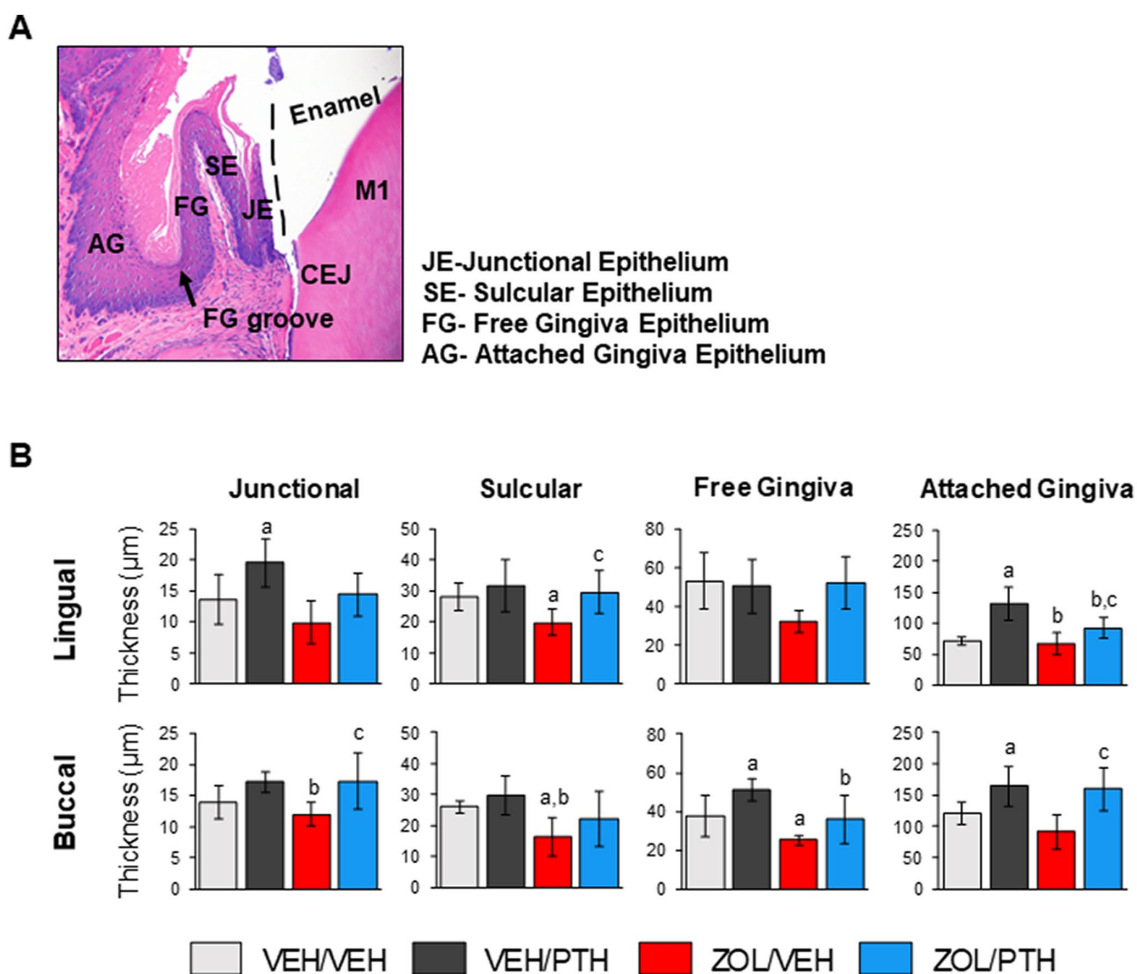 A
Enamel
SE
M1
FG
JE
AG
CEJ
FG groove
JE-Junctional Epithelium
SE- Sulcular Epithelium
FG- Free Gingiva Epithelium
AG- Attached Gingiva Epithelium
B
Junctional Sulcular Free Gingiva Attached Gingiva
Lingual
Thickness (µm)
25
20
15
10
5
0
a
50
40
30
20
10
0
a
c
80
60
40
20
0
250
200
150
100
50
0
a
b
b,c
Buccal
Thickness (µm)
25
20
15
10
5
0
b
c
50
40
30
20
10
0
a,b
80
60
40
20
0
a
a
b
250
200
150
100
50
0
a
c
VEH/VEH VEH/PTH ZOL/VEH ZOL/PTH